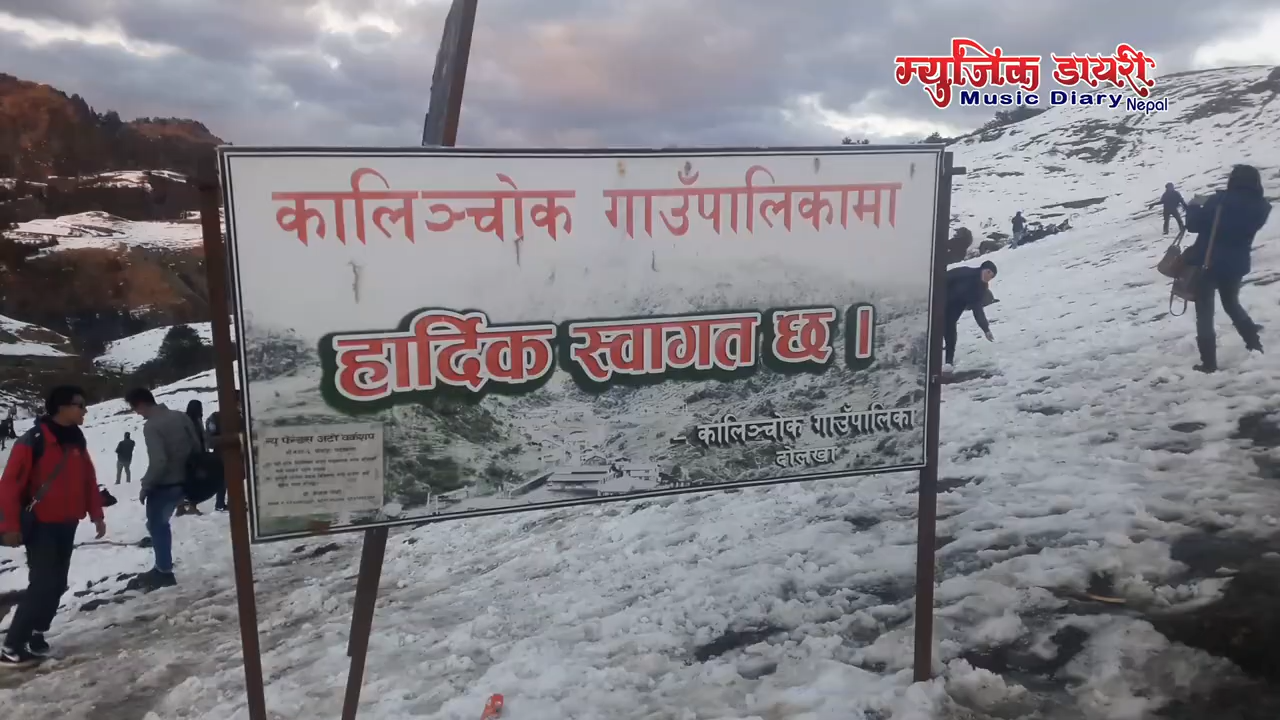 म्युजिक डायरी
Music Diary Nepal
कालिञ्चोक गाउँपालिकामा
हार्दिक स्वागत छ ।
कालिञ्चोक गाउँपालिका
दोलखा